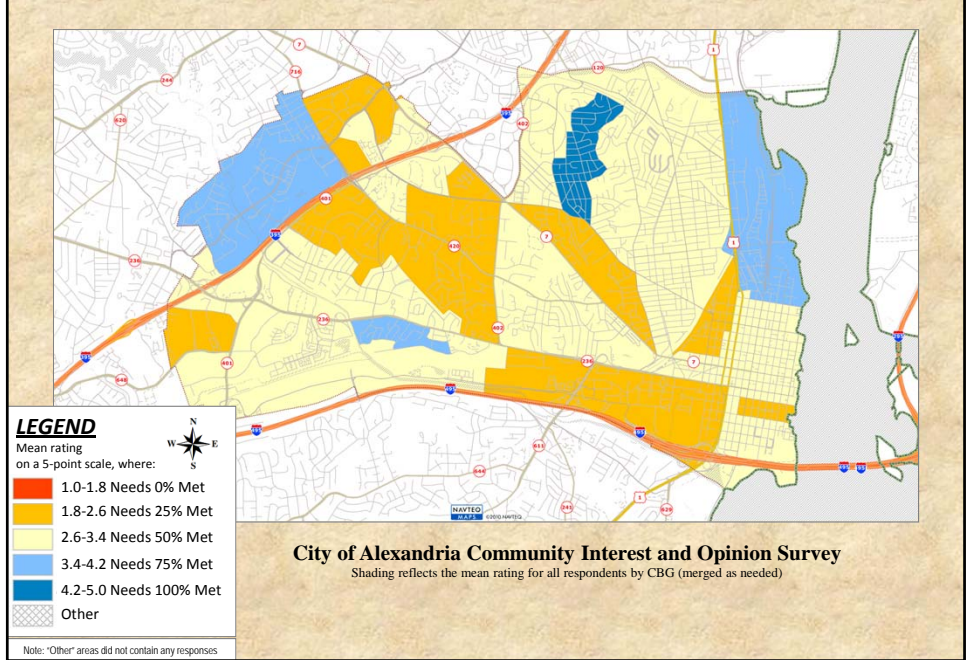 7
1
244
716
120
620
402
401
395
7
420
1
236
236
402
7
236
401
395
648
495
495
95
611
644
241
1
620
NAVTEQ
MAPS
©2010 NAVTEQ
LEGEND
Mean rating
on a 5-point scale, where:
N
W
E
S
1.0-1.8 Needs 0% Met
1.8-2.6 Needs 25% Met
2.6-3.4 Needs 50% Met
3.4-4.2 Needs 75% Met
4.2-5.0 Needs 100% Met
Other
Note: "Other" areas did not contain any responses
City of Alexandria Community Interest and Opinion Survey
Shading reflects the mean rating for all respondents by CBG (merged as needed)